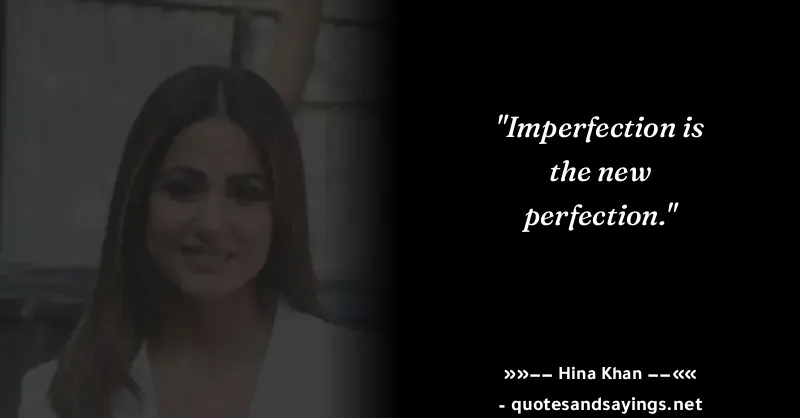 "Imperfection is
the new
perfection."
»»–– Hina Khan ––««
- quotesandsayings.net